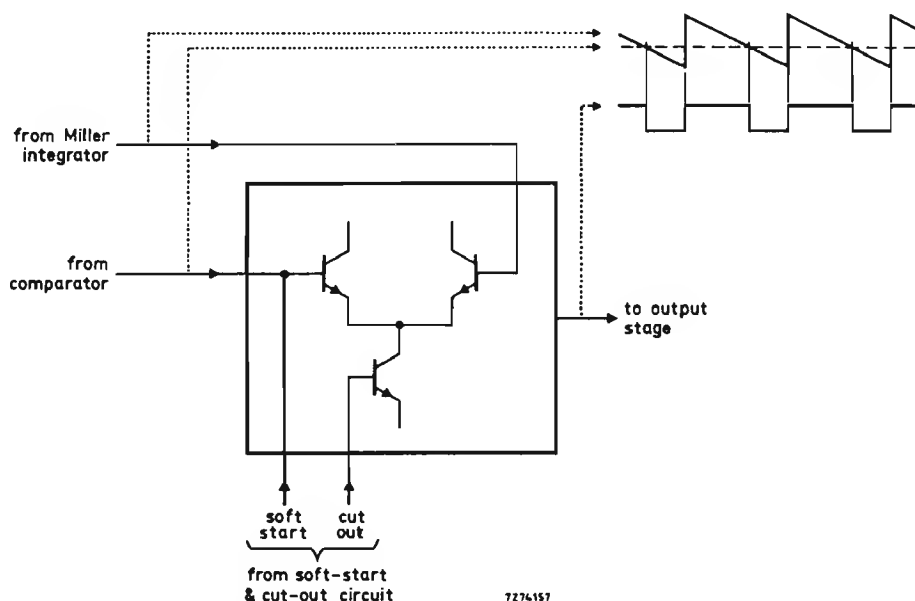 from Miller
integrator
from
comparator
to output
stage
soft
start
cut
out
from soft-start
& cut-out circuit
7274157